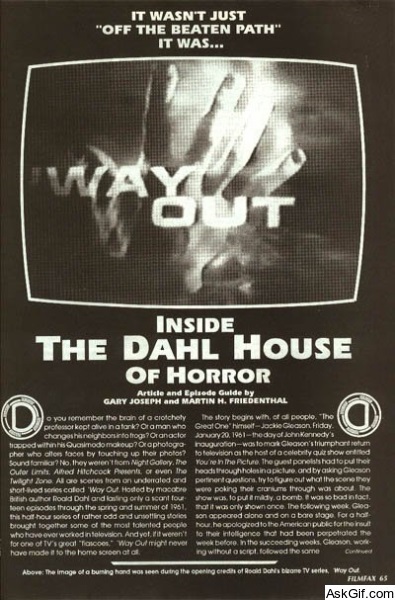 IT WASN'T JUST
"OFF THE BEATEN PATH"
IT WAS...
'WAY
OUT
INSIDE
THE DAHL HOUSE
OF HORROR
Article and Episode Guide by
GARY JOSEPH and MARTIN H. FRIEDENTHAL
Do you remember the brain of a crotchety
professor kept alive in a tank? Or a man who
changes his neighbors into frogs? Or an actor
trapped within his Quasimodo makeup? Or a photogra-
pher who alters faces by touching up his photos?
Sound familiar? No, they weren't from Night Gallery, The
Outer Limits, Alfred Hitchcock Presents, or even The
Twilight Zone. All are scenes from an underrated and
short-lived series called 'Way Out. Hosted by macabre
British author Roald Dahl and lasting only a scant four-
teen episodes through the spring and summer of 1961,
this half-hour series of rather odd and unsettling stories
brought together some of the most talented people
who have ever worked in television. And yet, if it weren't
for one of TV's great "fiascoes," 'Way Out might never
have made it to the home screen at all.
The story begins with, of all people, "The
Great One" himself—Jackie Gleason. Friday,
January 20, 1961—the day of John Kennedy's
inauguration—was to mark Gleason's triumphant return
to television as the host of a celebrity quiz show entitled
You're In the Picture. The guest panelists had to put their
heads through holes in a picture, and by asking Gleason
pertinent questions, try to figure out what the scene they
were poking their craniums through was about. The
show was, to put it mildly, a bomb. It was so bad in fact,
that it was only shown once. The following week, Glea-
son appeared alone and on a bare stage. For a half-
hour, he apologized to the American public for the insult
to their intelligence that had been perpetrated the
week before. In the succeeding weeks, Gleason, work-
ing without a script, followed the same
Continued
Above: The image of a burning hand was seen during the opening credits of Roald Dahl's bizarre TV series, 'Way Out.
FILMFAX 65
AskGif.com